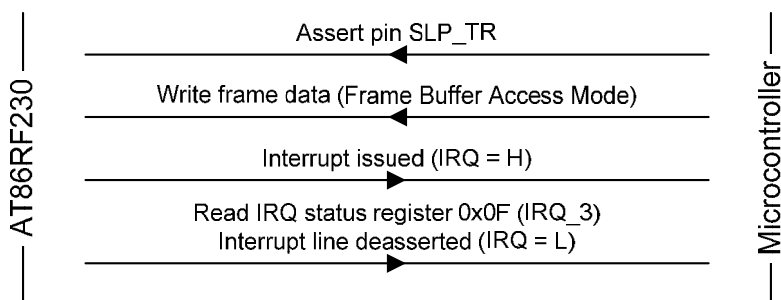 Assert pin SLP_TR
Write frame data (Frame Buffer Access Mode)
Interrupt issued (IRQ = H)
Read IRQ status register 0x0F (IRQ_3)
Interrupt line deasserted (IRQ = L)
AT86RF230
Microcontroller